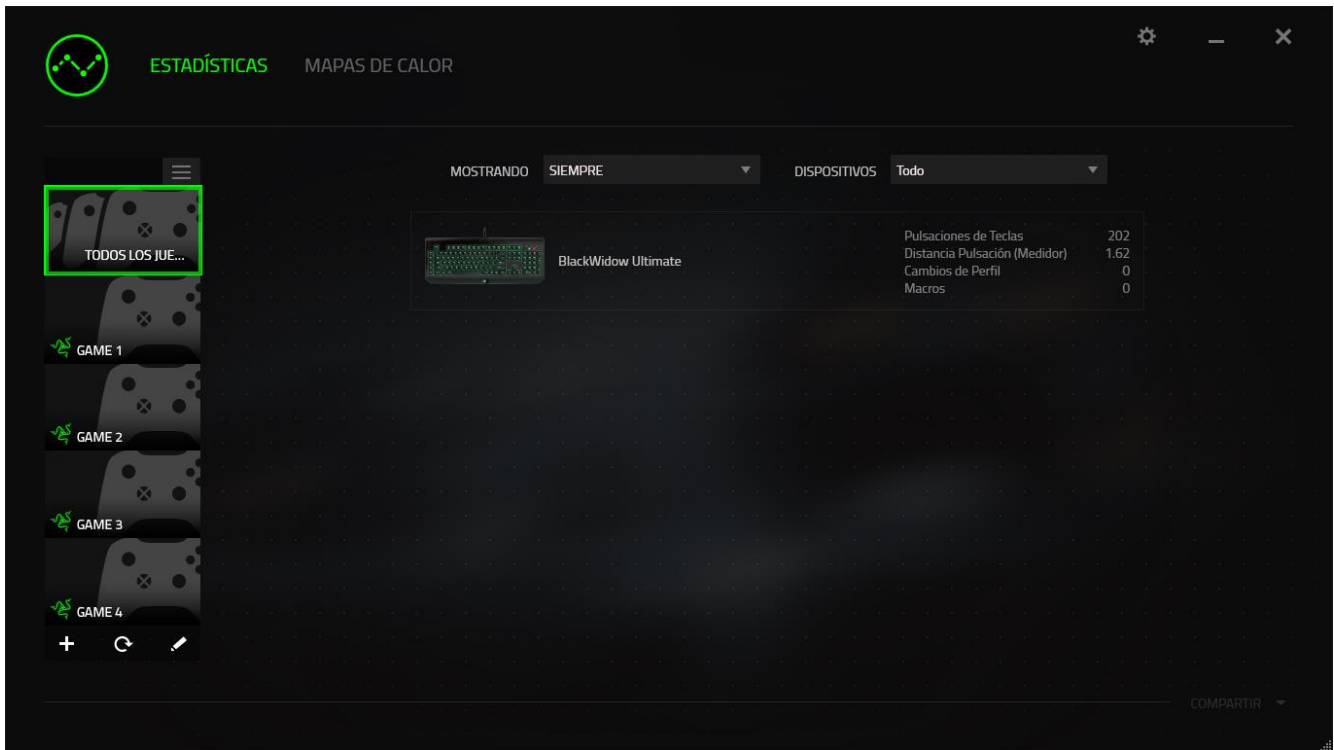 ESTADÍSTICAS MAPAS DE CALOR
MOSTRANDO SIEMPRE DISPOSITIVOS Todo
TODOS LOS JUE...
BlackWidow Ultimate
Pulsaciones de Teclas 202
Distancia Pulsación (Medidor) 1.62
Cambios de Perfil 0
Macros 0
GAME 1
GAME 2
GAME 3
GAME 4
COMPARTIR